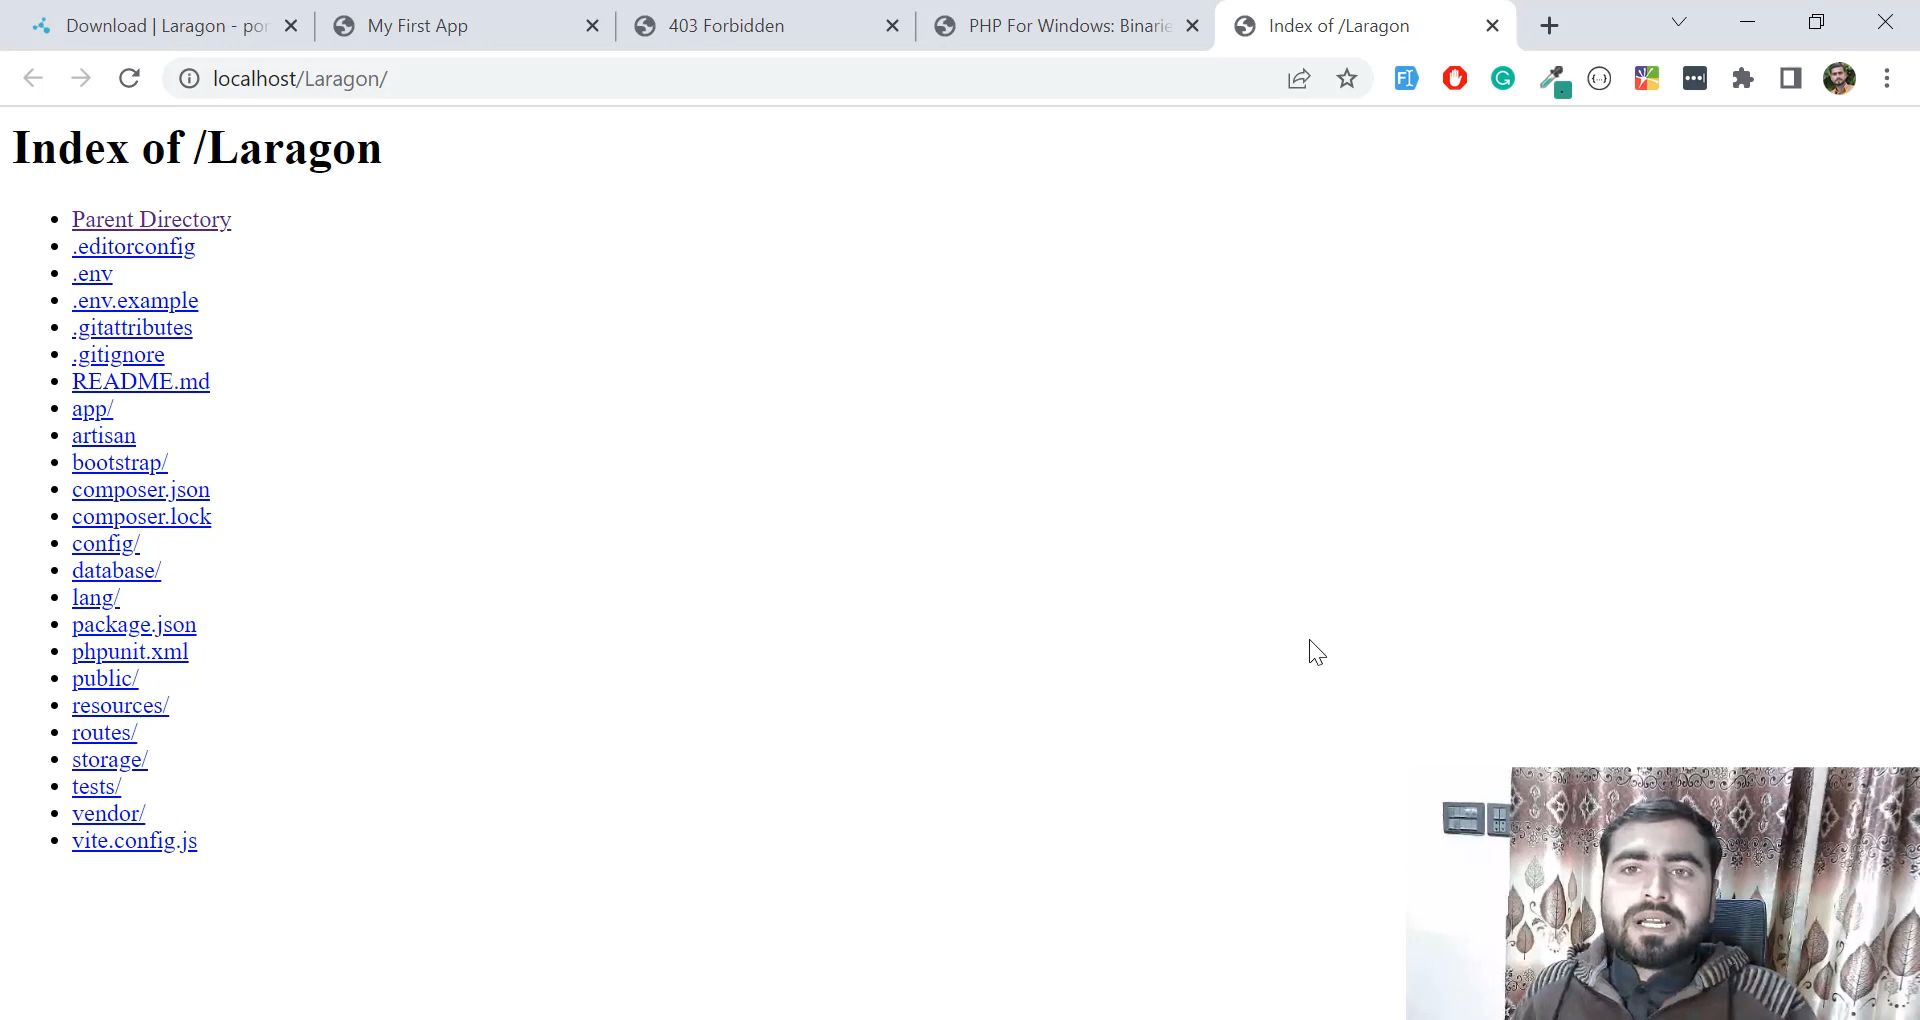 Download | Laragon - por
My First App
403 Forbidden
PHP For Windows: Binarie
Index of /Laragon
localhost/Laragon/
Index of /Laragon
Parent Directory
.editorconfig
.env
.env.example
.gitattributes
.gitignore
README.md
app/
artisan
bootstrap/
composer.json
composer.lock
config/
database/
lang/
package.json
phpunit.xml
public/
resources/
routes/
storage/
tests/
vendor/
vite.config.js